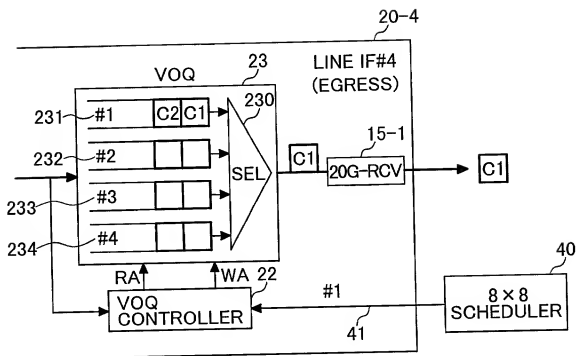 20-4
LINE IF#4
(EGRESS)
VOQ
23
230
231
#1
C2
C1
232
#2
233
#3
234
#4
SEL
C1
15-1
20G-RCV
C1
RA
WA
22
VOQ
CONTROLLER
#1
41
40
8×8
SCHEDULER